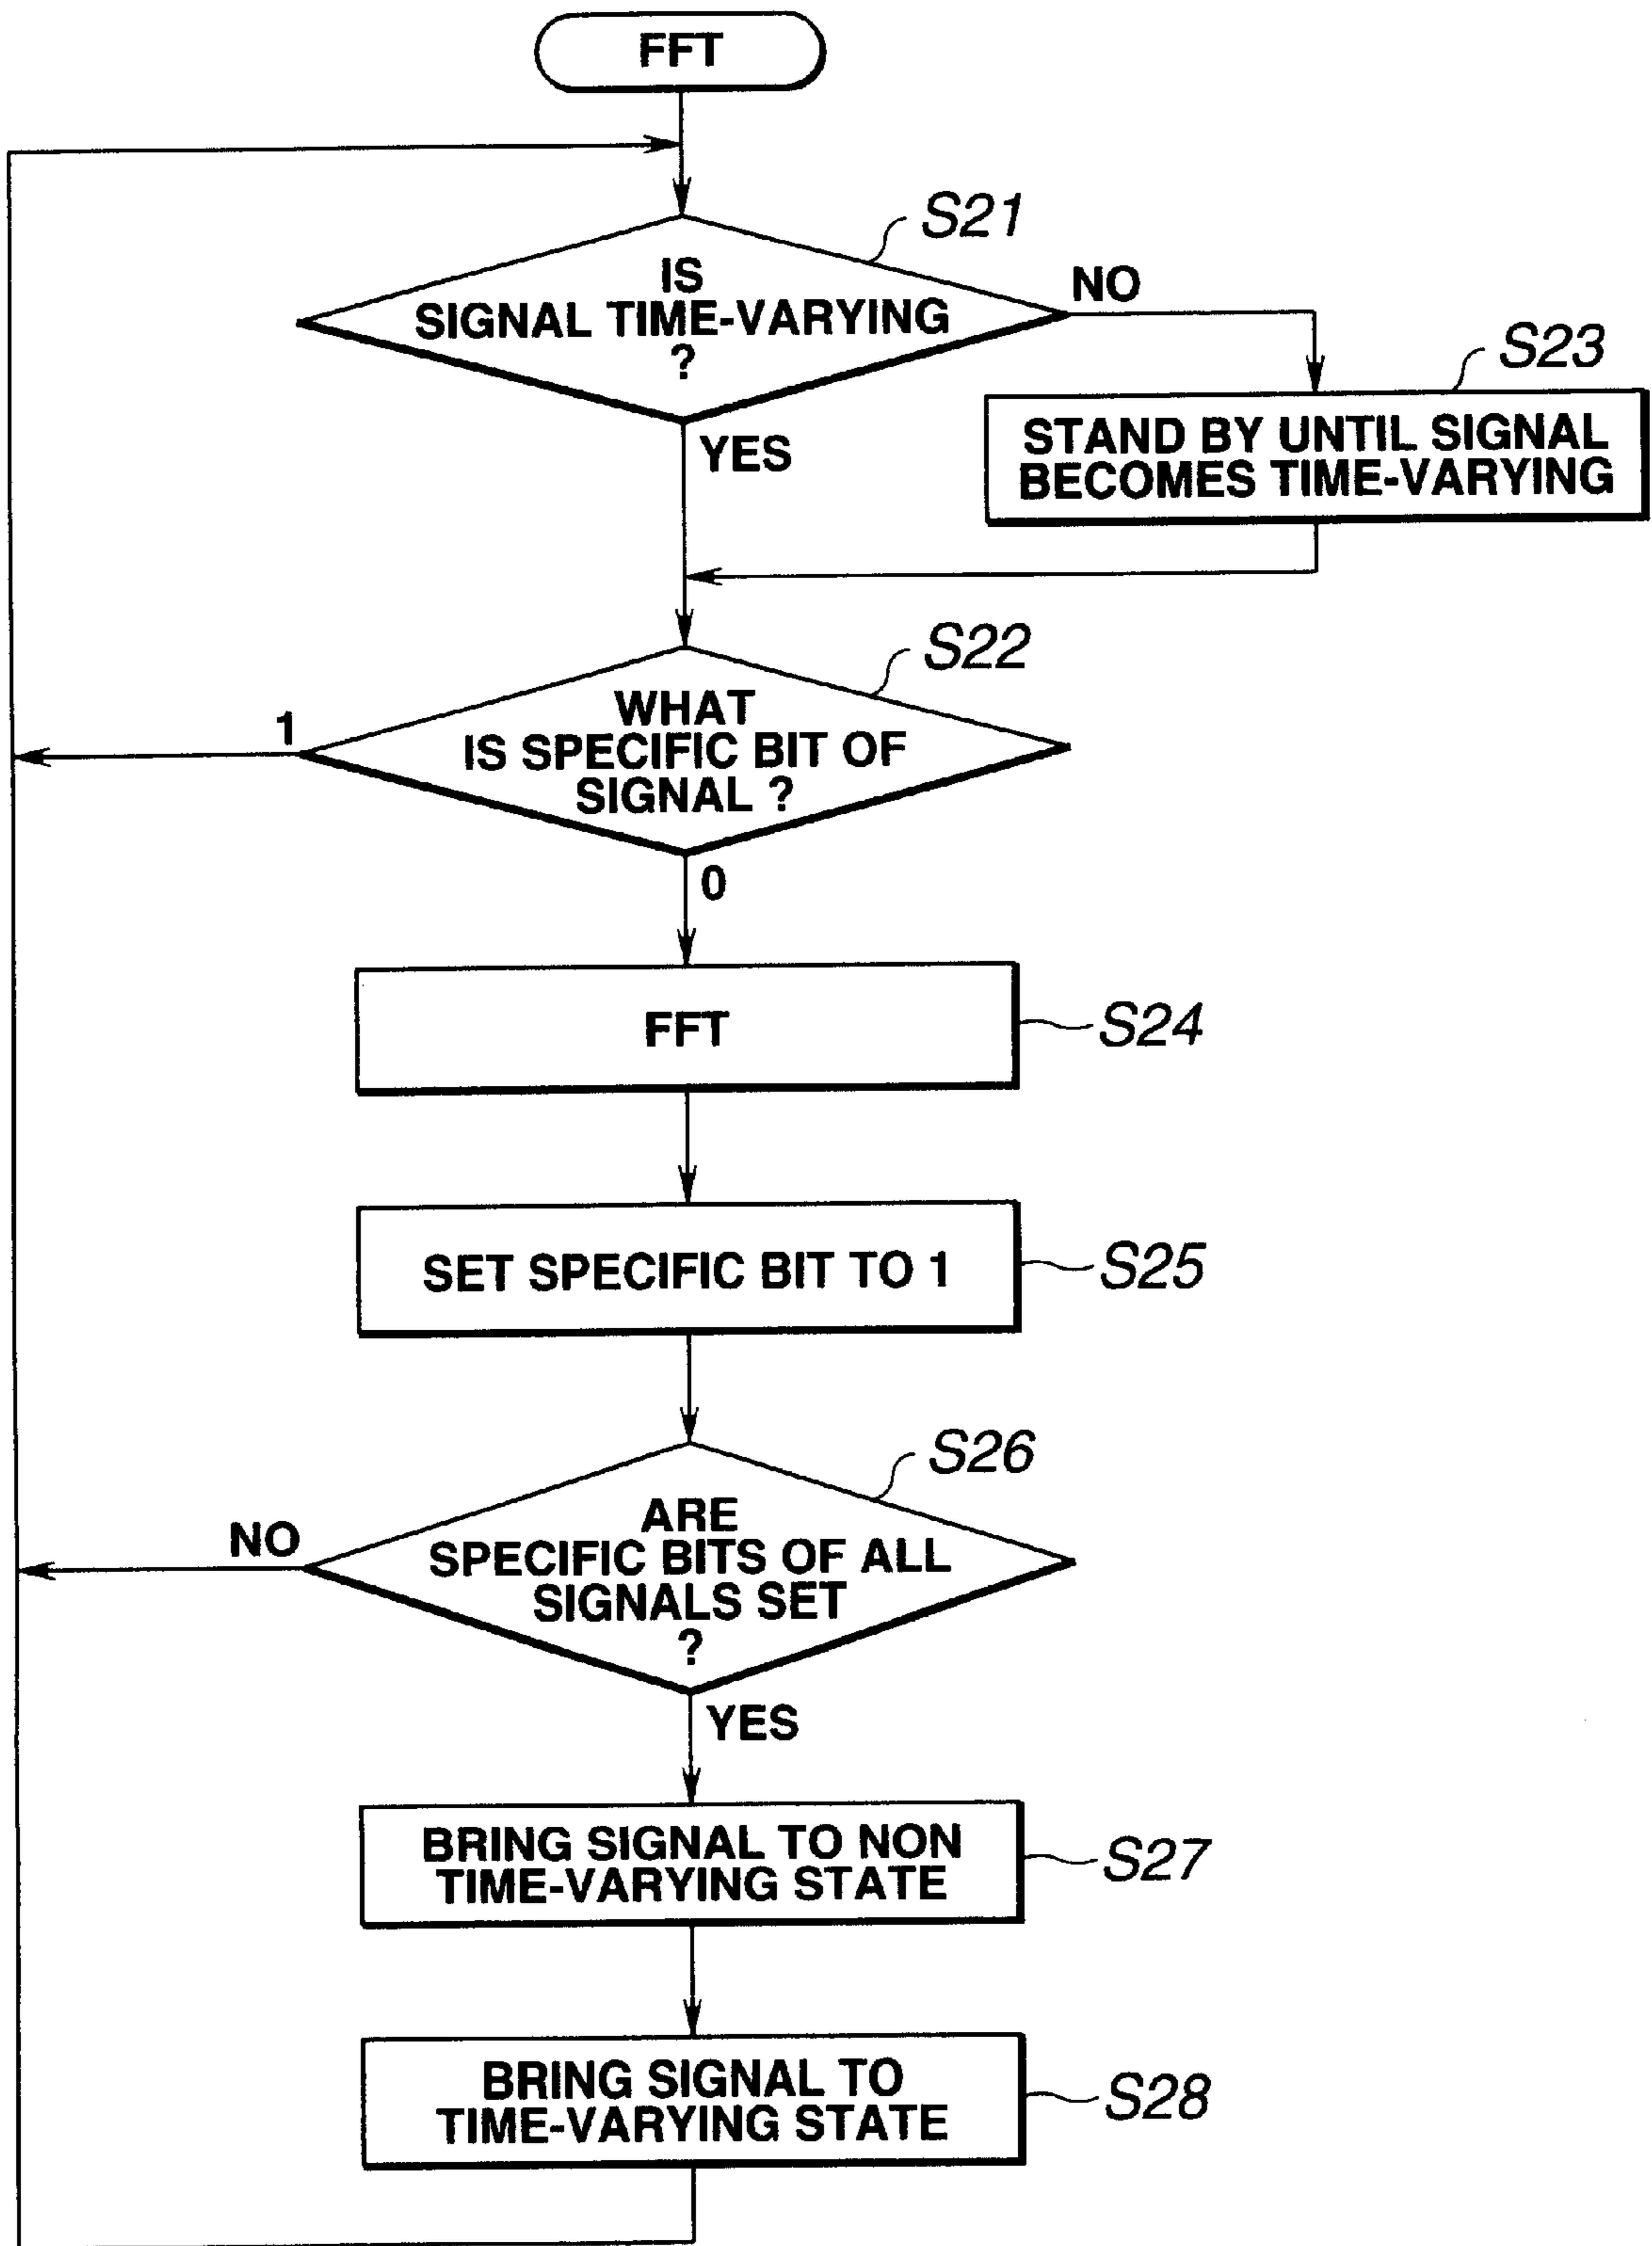 FFT
S21
IS
SIGNAL TIME-VARYING
?
NO
S23
STAND BY UNTIL SIGNAL
BECOMES TIME-VARYING
YES
S22
WHAT
IS SPECIFIC BIT OF
SIGNAL ?
1
0
FFT
S24
SET SPECIFIC BIT TO 1
S25
S26
ARE
SPECIFIC BITS OF ALL
SIGNALS SET
?
NO
YES
BRING SIGNAL TO NON
TIME-VARYING STATE
S27
BRING SIGNAL TO
TIME-VARYING STATE
S28